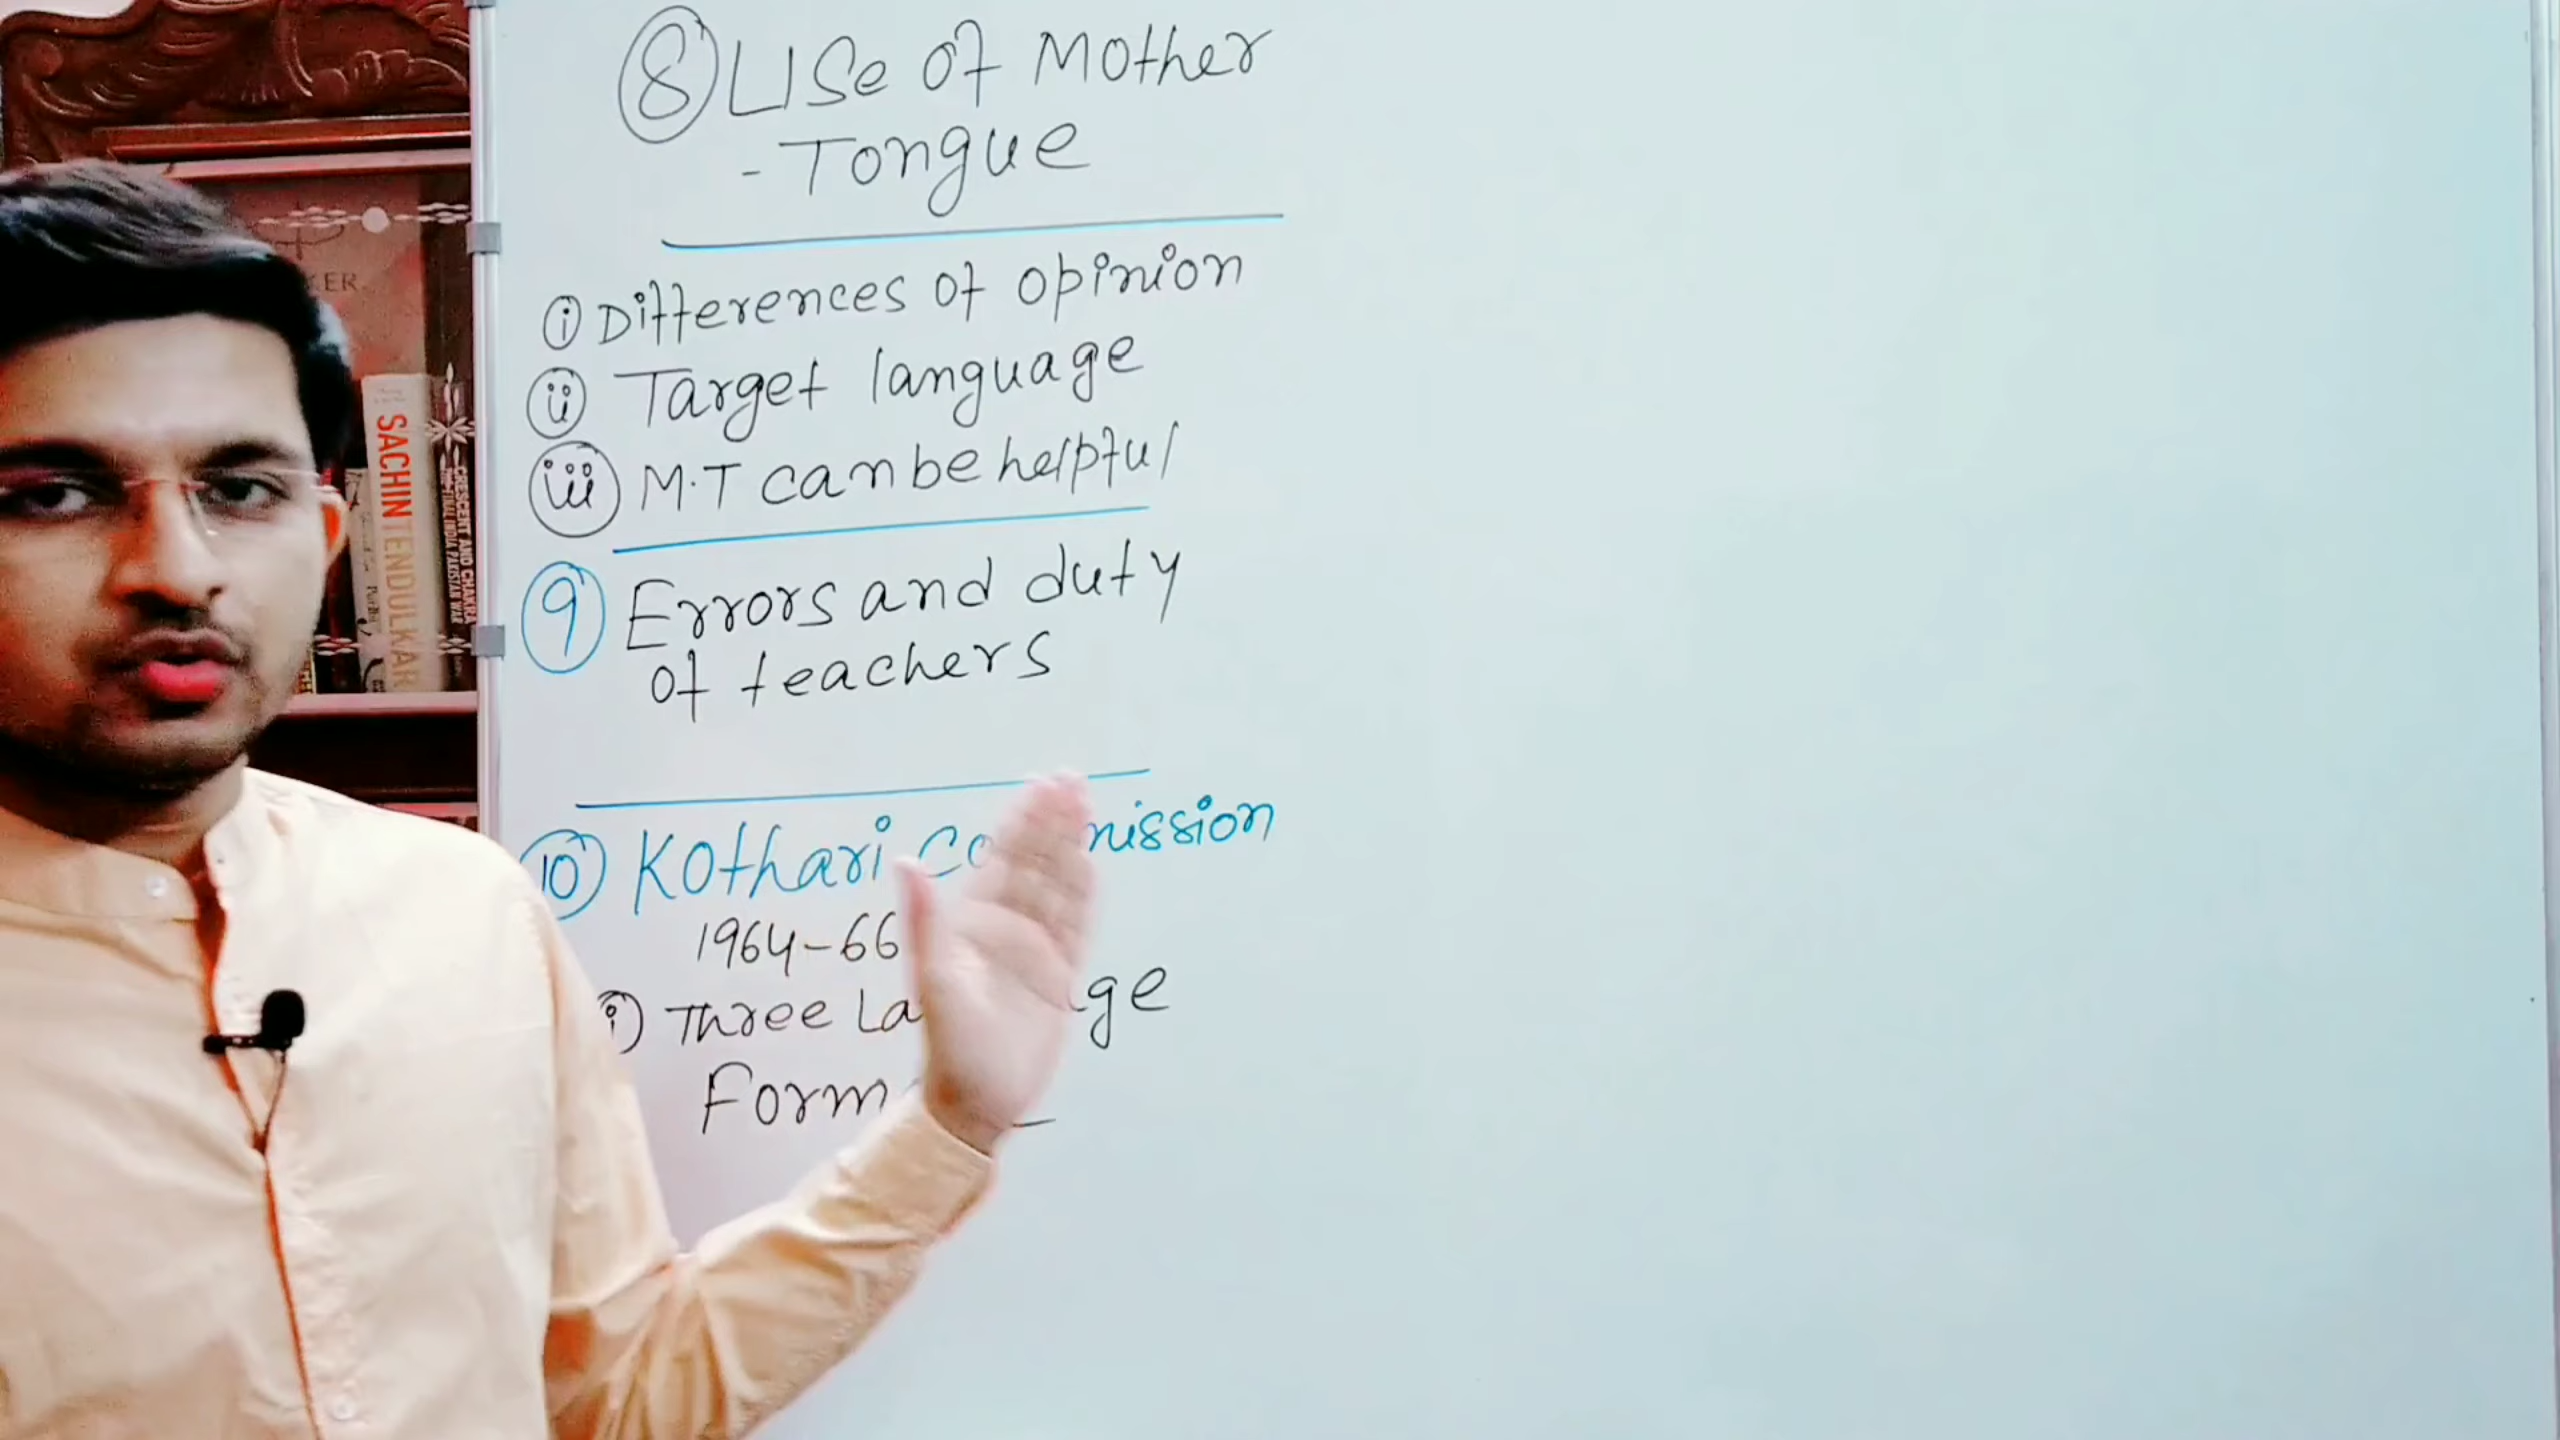 ⑧ Use of Mother
- Tongue
ⓘ Differences of opinion
ⓘⓘ Target language
ⓘⓘⓘ M.T can be helpful
⑨ Errors and duty
of teachers
⑩ Kothari
1964-66
i) Three
SACHIN TENDULKAR
CRESCENT AND CHAKRA